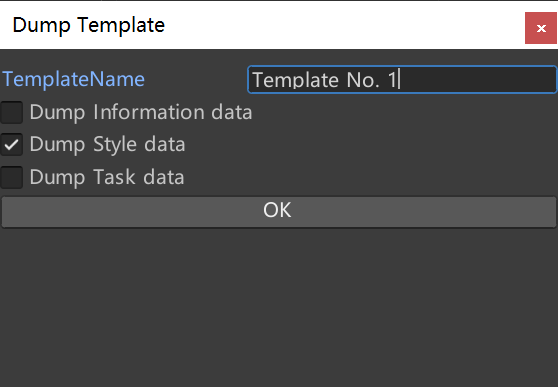 Dump Template
TemplateName Template No. 1
Dump Information data
Dump Style data
Dump Task data
OK